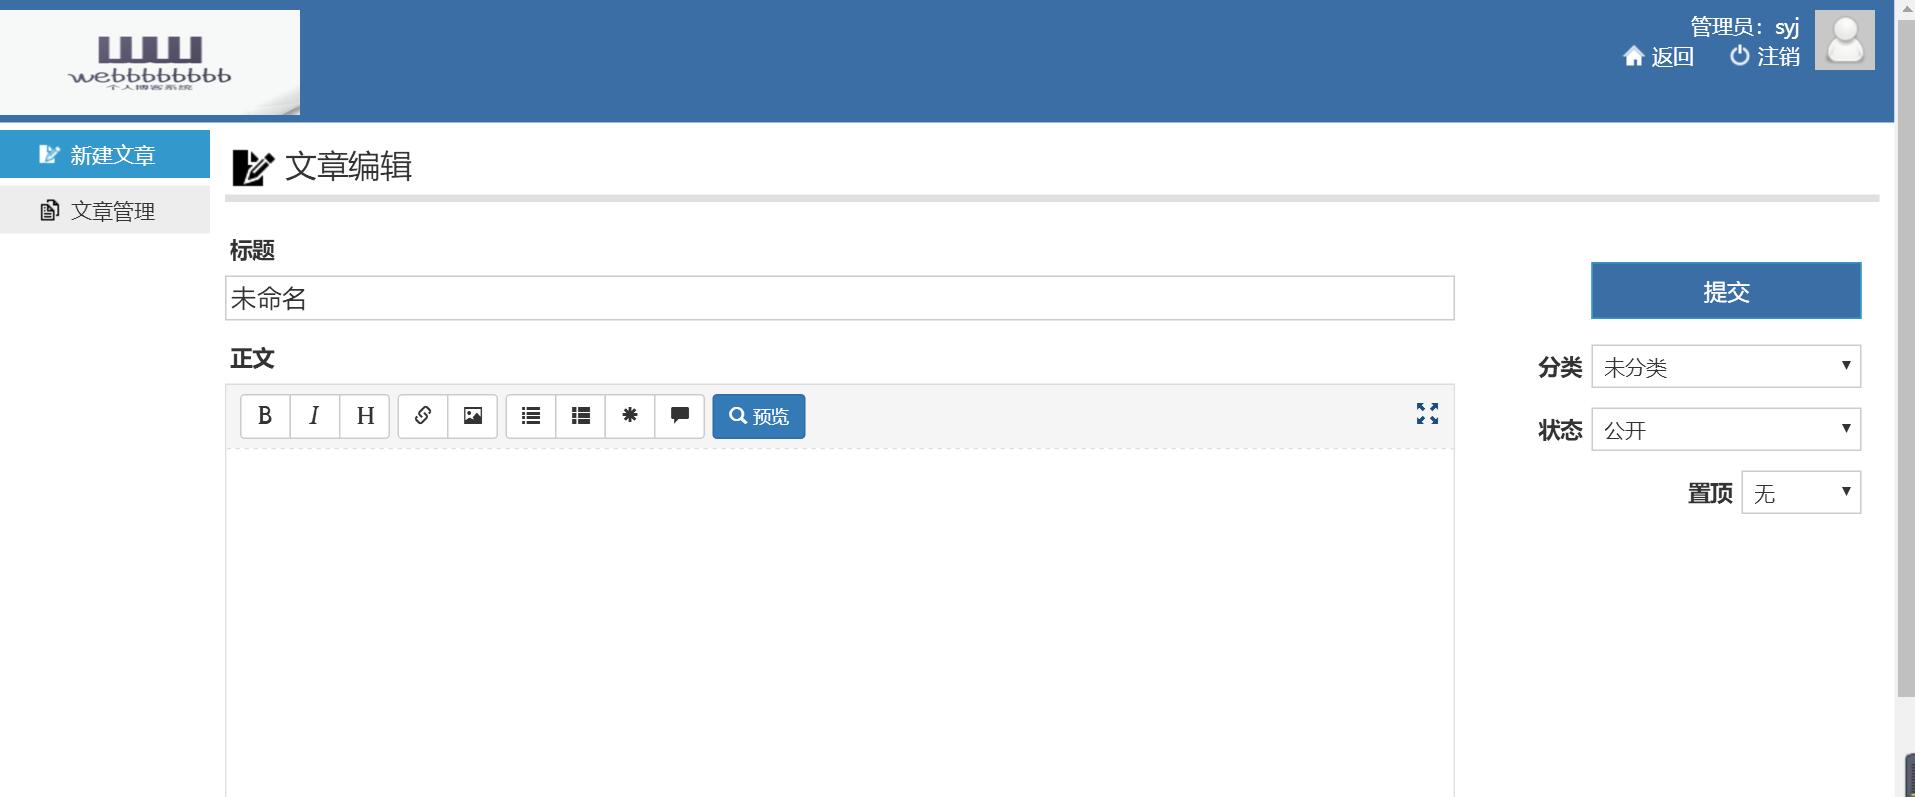 webbbbbbbbb
个人博客系统
管理员：syj
返回 注销
新建文章
文章管理
文章编辑
标题
未命名
提交
正文
B I H 预览
分类 未分类
状态 公开
置顶 无